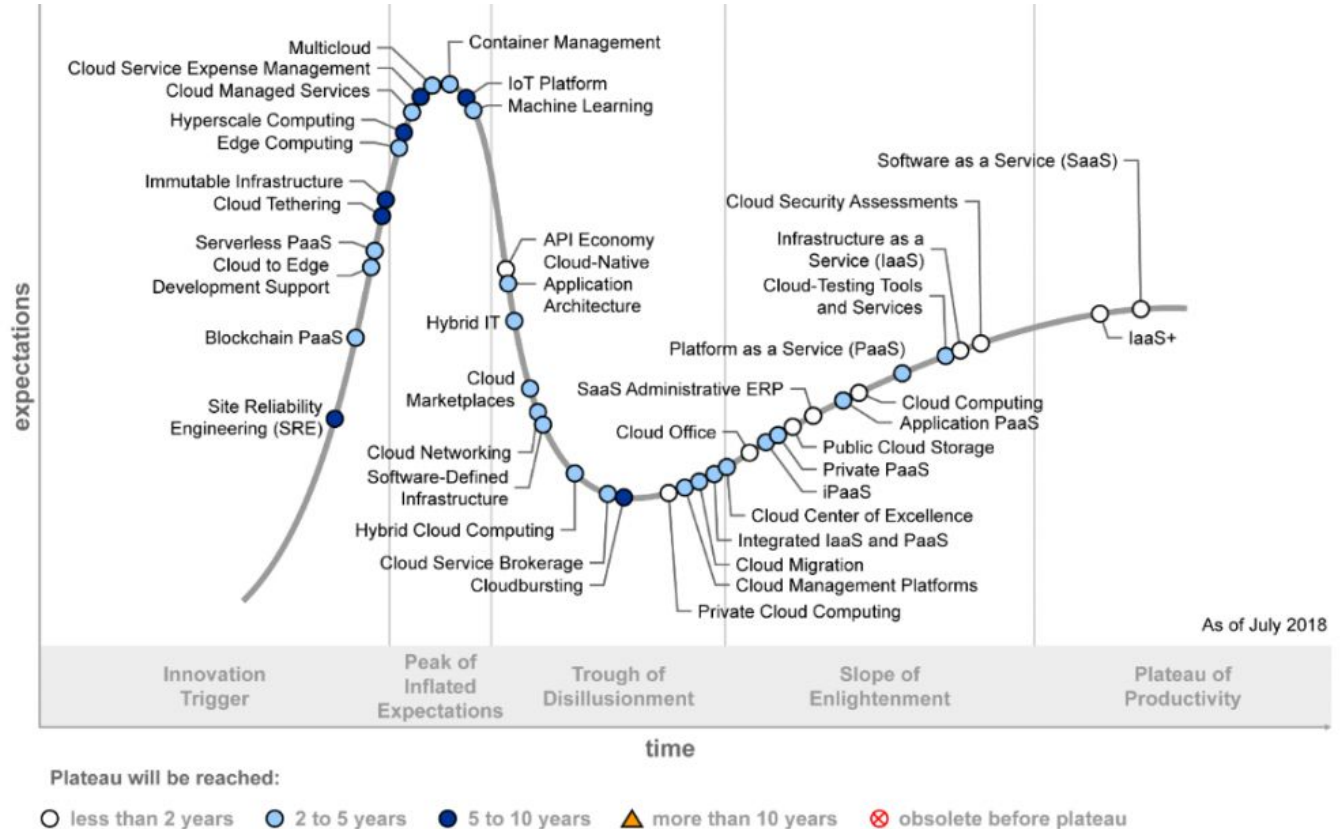 Multicloud
Container Management
Cloud Service Expense Management
IoT Platform
Cloud Managed Services
Machine Learning
Hyperscale Computing
Edge Computing
Immutable Infrastructure
Cloud Tethering
Serverless PaaS
Cloud to Edge
Development Support
Blockchain PaaS
Site Reliability
Engineering (SRE)
API Economy
Cloud-Native
Application
Architecture
Hybrid IT
Cloud
Marketplaces
Cloud Networking
Software-Defined
Infrastructure
Hybrid Cloud Computing
Cloud Service Brokerage
Cloudbursting
Software as a Service (SaaS)
Cloud Security Assessments
Infrastructure as a
Service (IaaS)
Cloud-Testing Tools
and Services
Platform as a Service (PaaS)
SaaS Administrative ERP
Cloud Office
IaaS+
Cloud Computing
Application PaaS
Public Cloud Storage
Private PaaS
iPaaS
Cloud Center of Excellence
Integrated IaaS and PaaS
Cloud Migration
Cloud Management Platforms
Private Cloud Computing
As of July 2018
expectations
Innovation
Trigger
Peak of
Inflated
Expectations
Trough of
Disillusionment
Slope of
Enlightenment
Plateau of
Productivity
time
Plateau will be reached:
less than 2 years
2 to 5 years
5 to 10 years
more than 10 years
obsolete before plateau